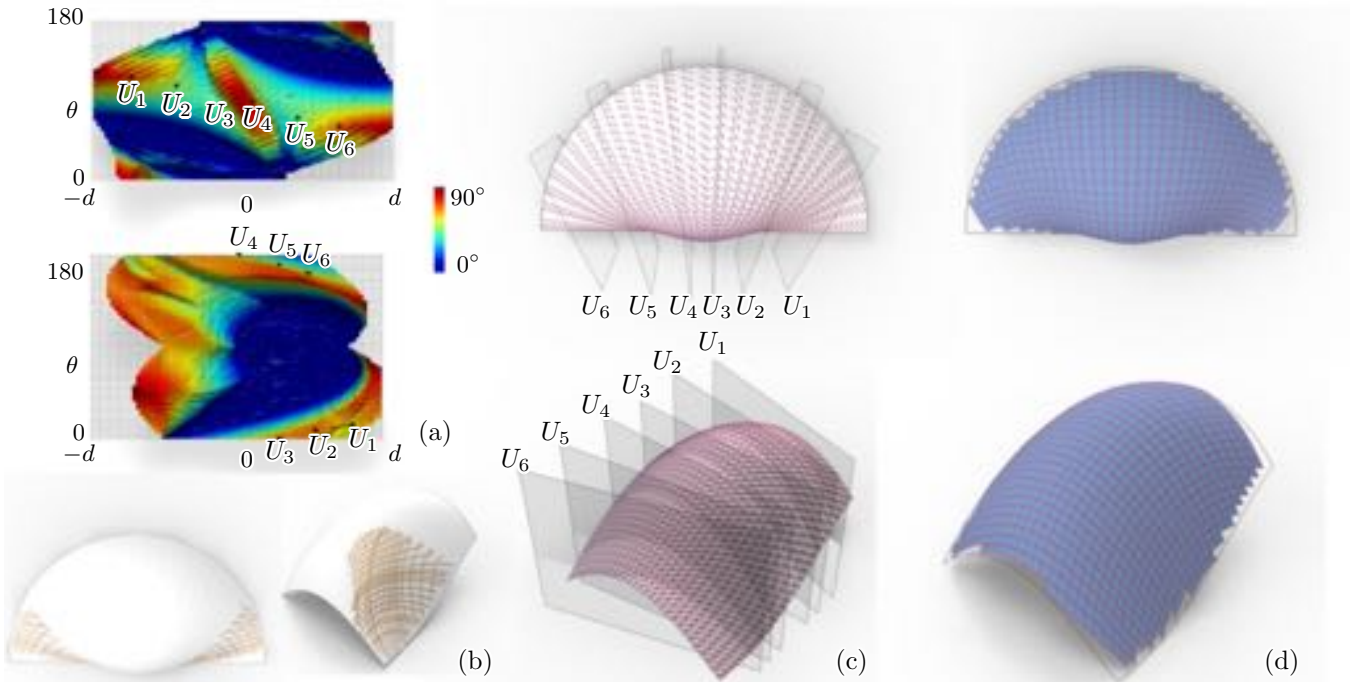 180
U1 U2 U3 U4 U5 U6
θ
0
−d 0 d
90°
0°
U4 U5 U6
180
θ
0
−d 0 U3 U2 U1 d
(a)
(b)
U6 U5 U4 U3 U2 U1
U1
U2
U3
U4
U5
U6
(c)
(d)